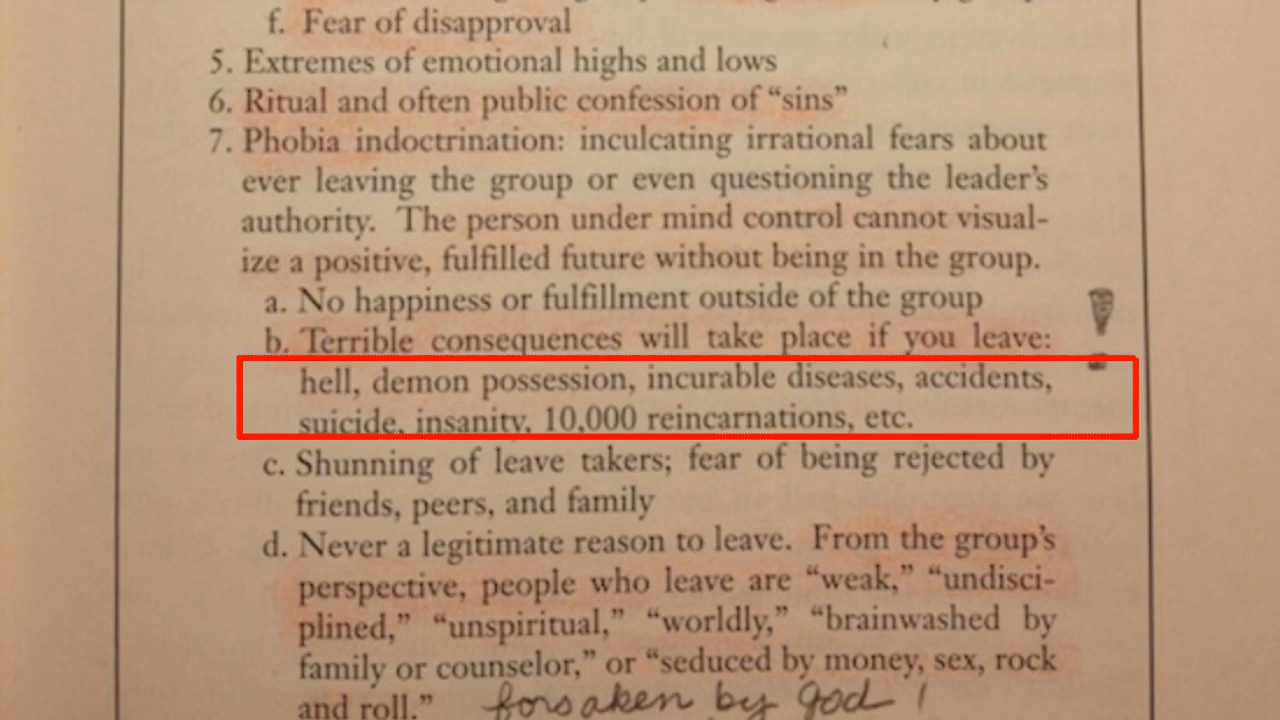 f. Fear of disapproval
5. Extremes of emotional highs and lows
6. Ritual and often public confession of “sins”
7. Phobia indoctrination: inculcating irrational fears about
ever leaving the group or even questioning the leader’s
authority. The person under mind control cannot visual-
ize a positive, fulfilled future without being in the group.
a. No happiness or fulfillment outside of the group
b. Terrible consequences will take place if you leave:
hell, demon possession, incurable diseases, accidents,
suicide, insanity, 10,000 reincarnations, etc.
c. Shunning of leave takers; fear of being rejected by
friends, peers, and family
d. Never a legitimate reason to leave. From the group’s
perspective, people who leave are “weak,” “undisci-
plined,” “unspiritual,” “worldly,” “brainwashed by
family or counselor,” or “seduced by money, sex, rock
and roll.” forsaken by god !